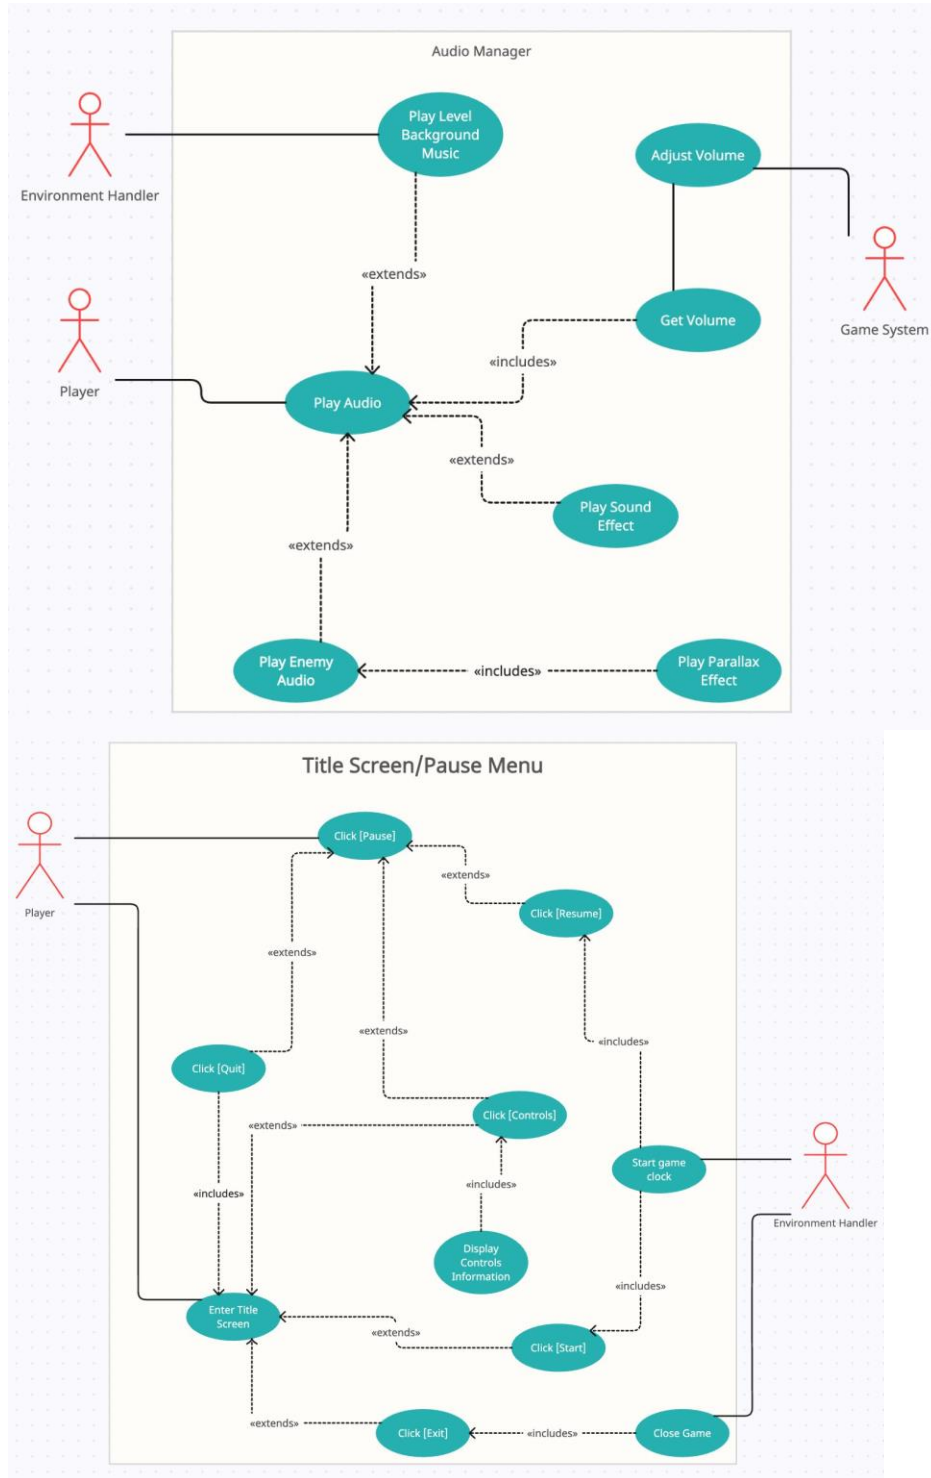 Audio Manager
Play Level
Background
Music
Adjust Volume
Environment Handler
«extends»
Get Volume
Game System
«includes»
Player
Play Audio
«extends»
Play Sound
Effect
«extends»
Play Enemy
Audio
«includes»
Play Parallax
Effect
Title Screen/Pause Menu
Click [Pause]
«extends»
Player
Click [Resume]
«extends»
«extends»
«includes»
Click [Quit]
Click [Controls]
«extends»
Start game
clock
«includes»
«includes»
Environment Handler
Display
Controls
Information
«includes»
Enter Title
Screen
«extends»
Click [Start]
«extends»
Click [Exit]
«includes»
Close Game